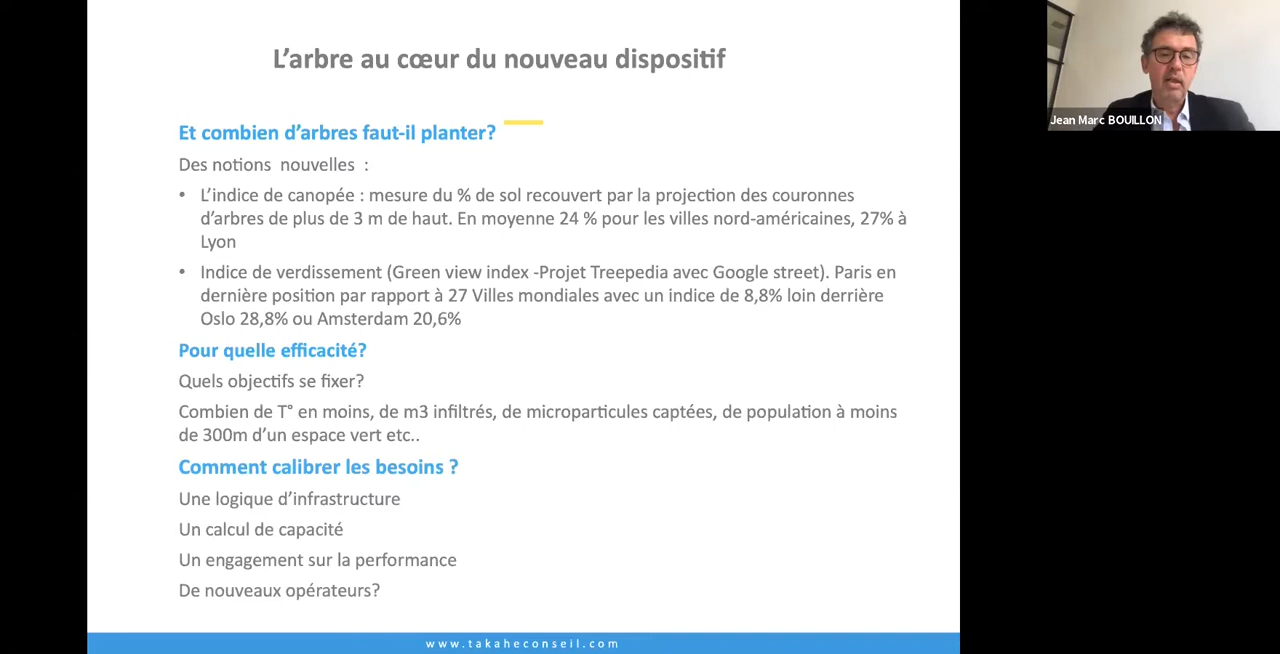 L'arbre au cœur du nouveau dispositif
Et combien d'arbres faut-il planter?
Des notions nouvelles :
• L'indice de canopée : mesure du % de sol recouvert par la projection des couronnes
d'arbres de plus de 3 m de haut. En moyenne 24 % pour les villes nord-américaines, 27% à
Lyon
• Indice de verdissement (Green view index -Projet Treepedia avec Google street). Paris en
dernière position par rapport à 27 Villes mondiales avec un indice de 8,8% loin derrière
Oslo 28,8% ou Amsterdam 20,6%
Pour quelle efficacité?
Quels objectifs se fixer?
Combien de T° en moins, de m3 infiltrés, de microparticules captées, de population à moins
de 300m d'un espace vert etc..
Comment calibrer les besoins ?
Une logique d'infrastructure
Un calcul de capacité
Un engagement sur la performance
De nouveaux opérateurs?
www.takaheconseil.com
Jean Marc BOUILLON